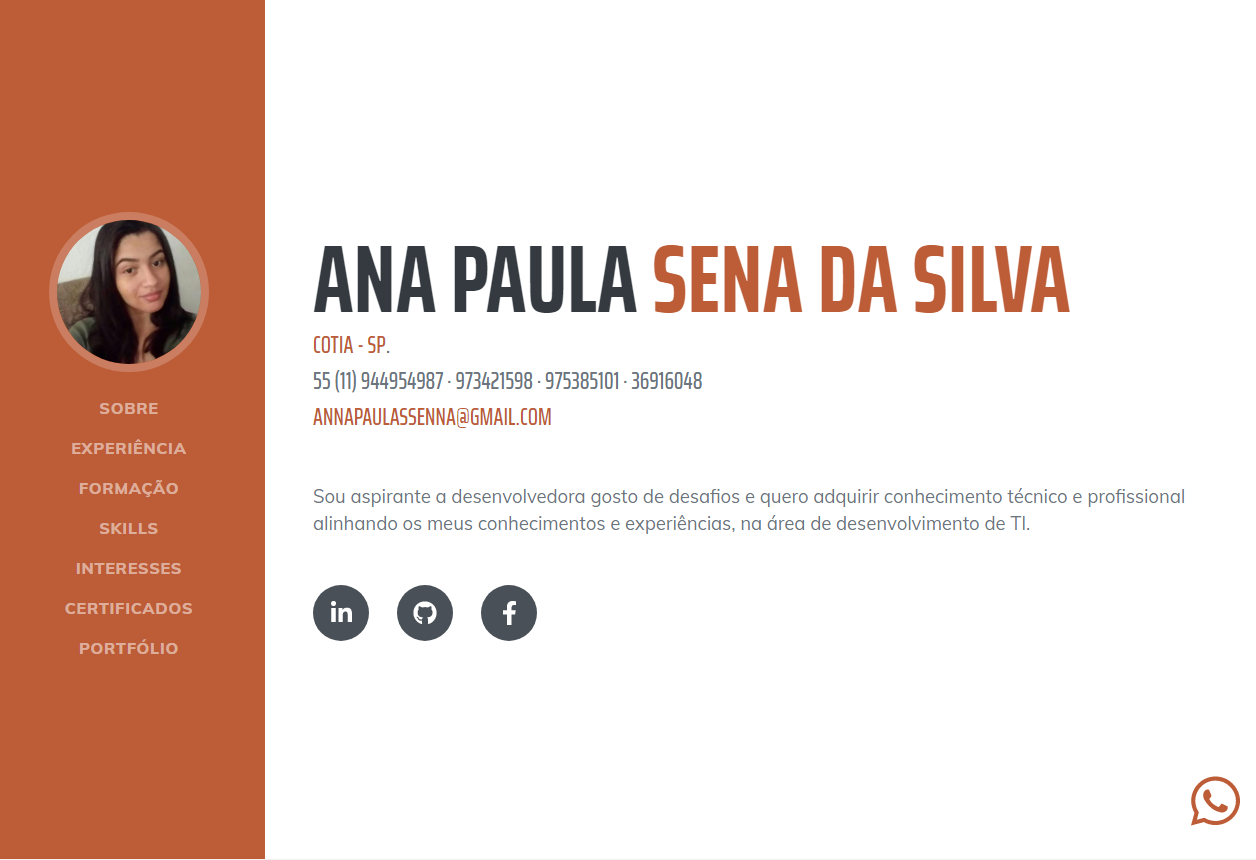 SOBRE
EXPERIÊNCIA
FORMAÇÃO
SKILLS
INTERESSES
CERTIFICADOS
PORTFÓLIO
ANA PAULA SENA DA SILVA
COTIA - SP.
55 (11) 944954987 · 973421598 · 975385101 · 36916048
ANNAPAULASSENNA@GMAIL.COM
Sou aspirante a desenvolvedora gosto de desafios e quero adquirir conhecimento técnico e profissional
alinhando os meus conhecimentos e experiências, na área de desenvolvimento de TI.
in